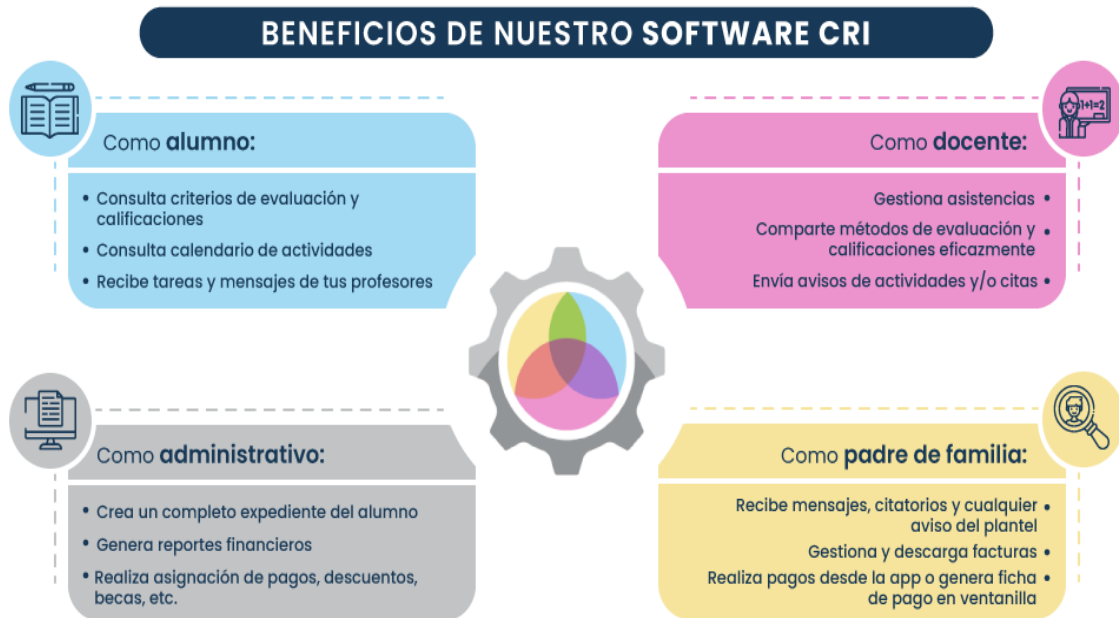 BENEFICIOS DE NUESTRO SOFTWARE CRI
Como alumno:
• Consulta criterios de evaluación y
calificaciones
• Consulta calendario de actividades
• Recibe tareas y mensajes de tus profesores
1+1=2
Como docente:
Gestiona asistencias •
Comparte métodos de evaluación y •
calificaciones eficazmente
Envía avisos de actividades y/o citas •
Como administrativo:
• Crea un completo expediente del alumno
• Genera reportes financieros
• Realiza asignación de pagos, descuentos,
becas, etc.
Como padre de familia:
Recibe mensajes, citatorios y cualquier •
aviso del plantel
Gestiona y descarga facturas •
Realiza pagos desde la app o genera ficha •
de pago en ventanilla